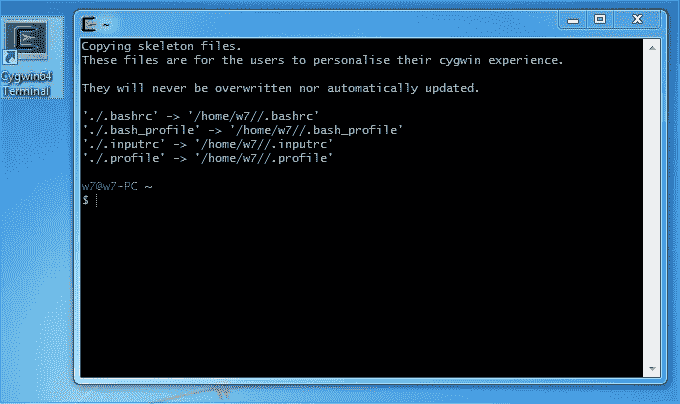 Cygwin64
Terminal
~
Copying skeleton files.
These files are for the users to personalise their cygwin experience.
They will never be overwritten nor automatically updated.
'./.bashrc' -> '/home/w7//.bashrc'
'./.bash_profile' -> '/home/w7//.bash_profile'
'./.inputrc' -> '/home/w7//.inputrc'
'./.profile' -> '/home/w7//.profile'
w7@w7-PC ~
$